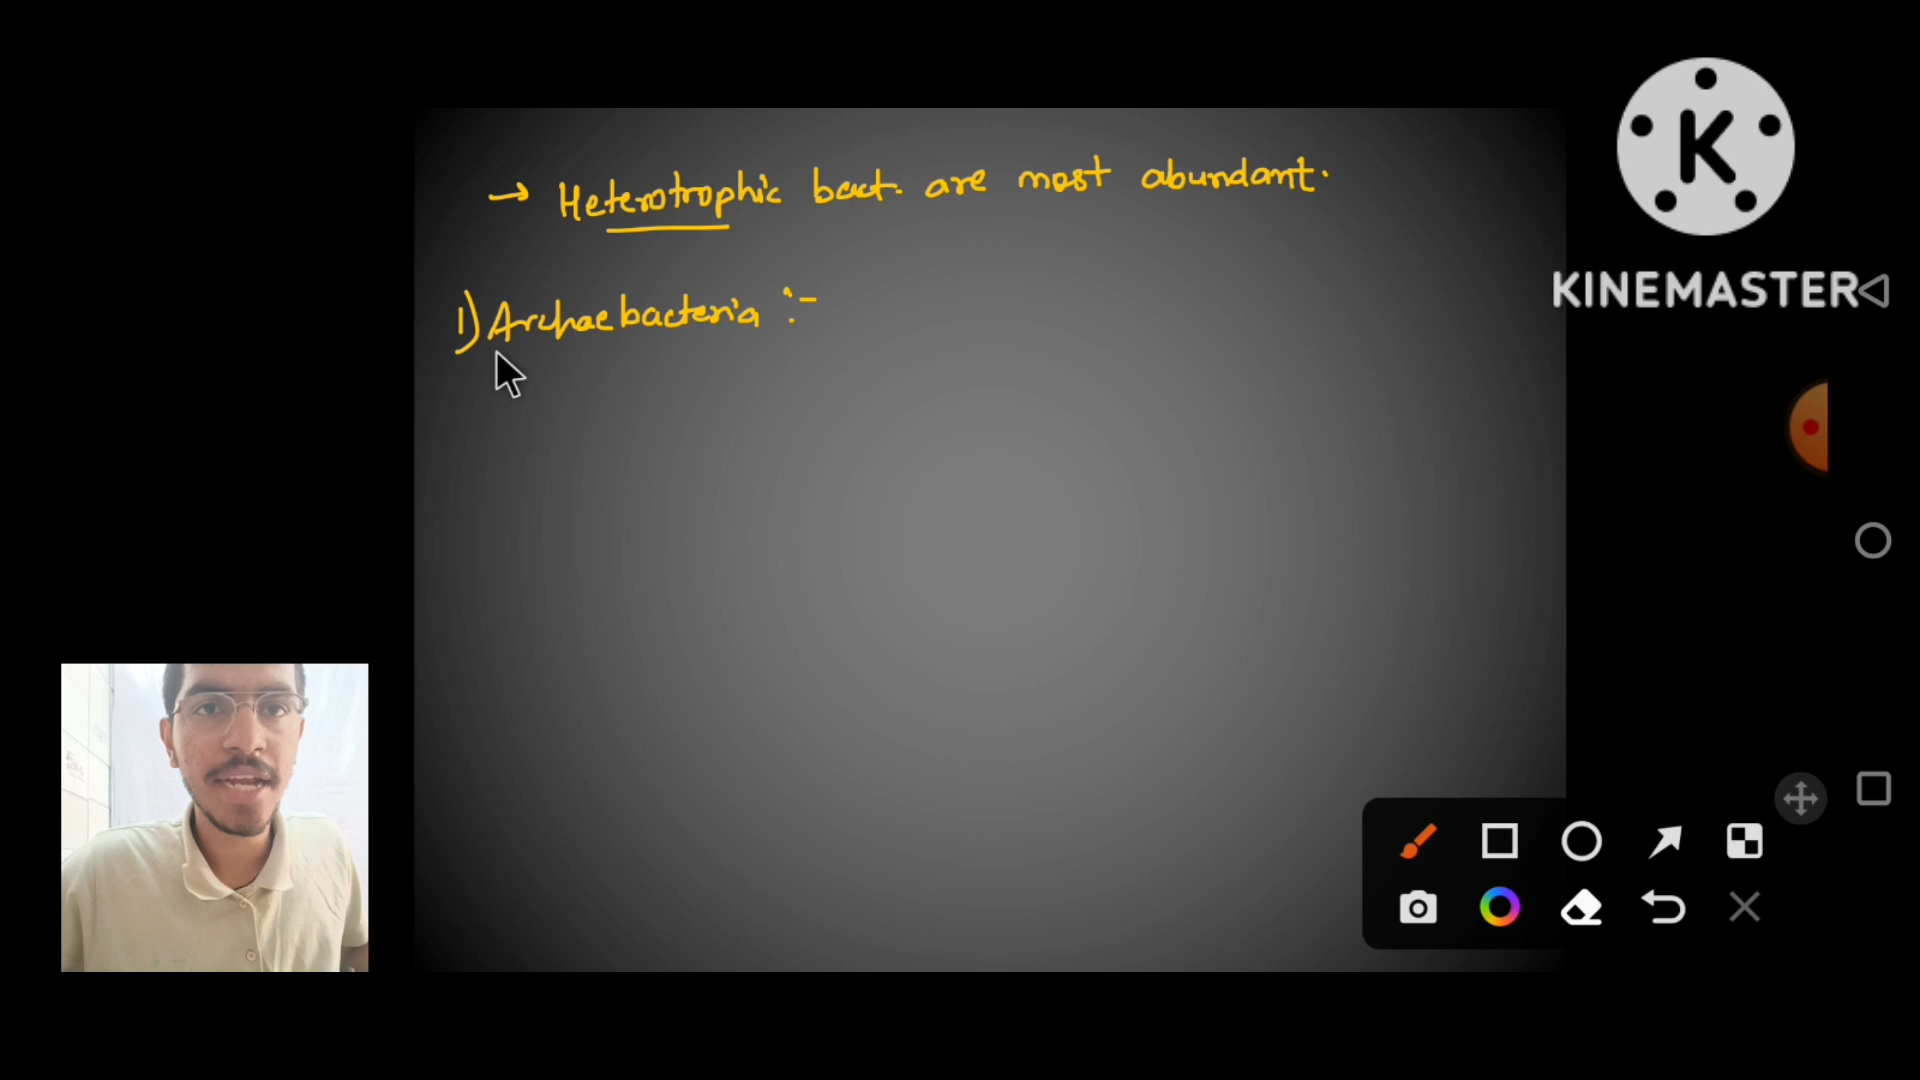 → Heterotrophic bact. are most abundant.
1) Archaebacteria :-
K
KINEMASTER